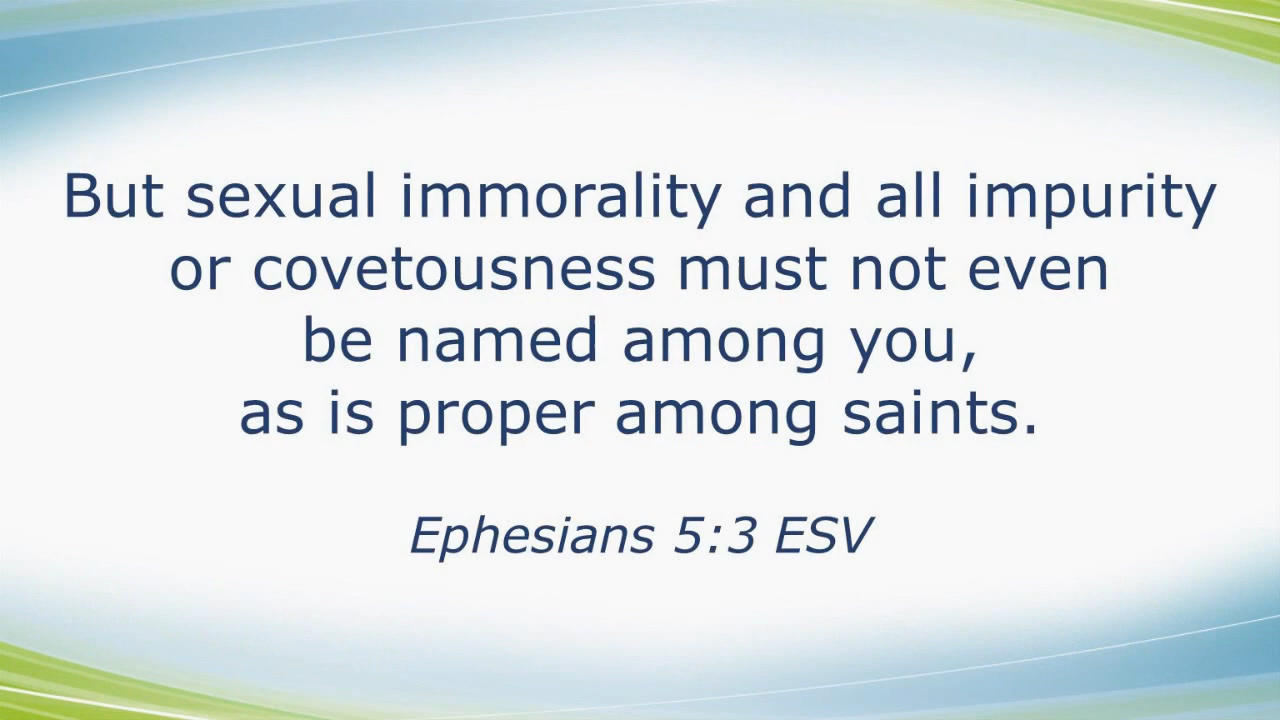 But sexual immorality and all impurity
or covetousness must not even
be named among you,
as is proper among saints.
Ephesians 5:3 ESV